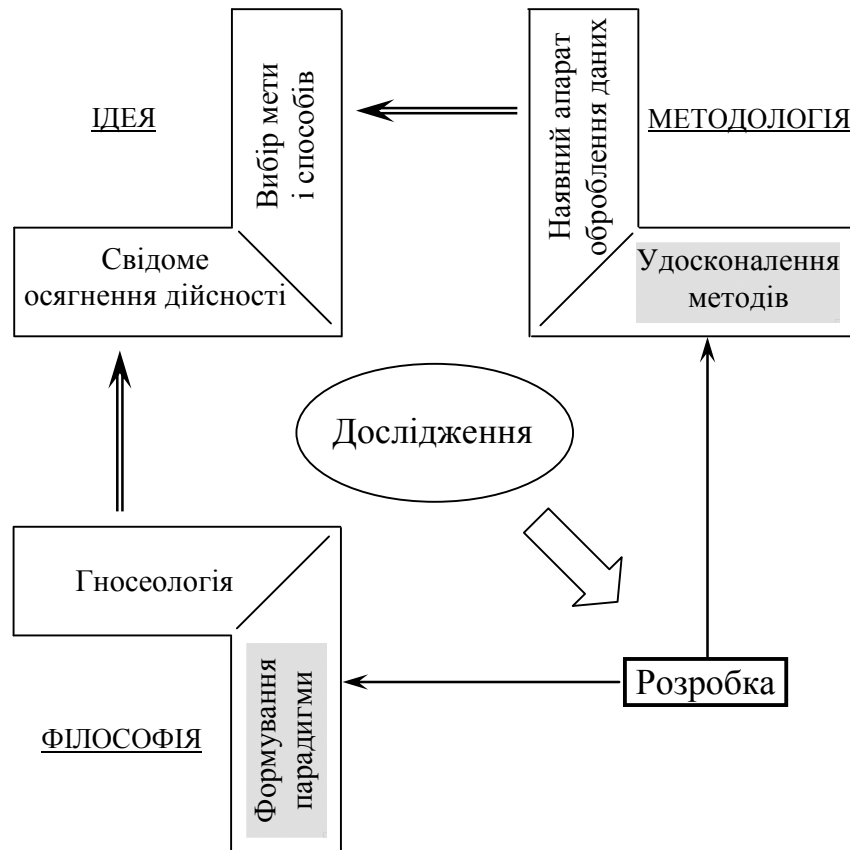 ІДЕЯ
Вибір мети
і способів
Свідоме
осягнення дійсності
Наявний апарат
оброблення даних
МЕТОДОЛОГІЯ
Удосконалення
методів
Дослідження
Гносеологія
Формування
парадигми
ФІЛОСОФІЯ
Розробка